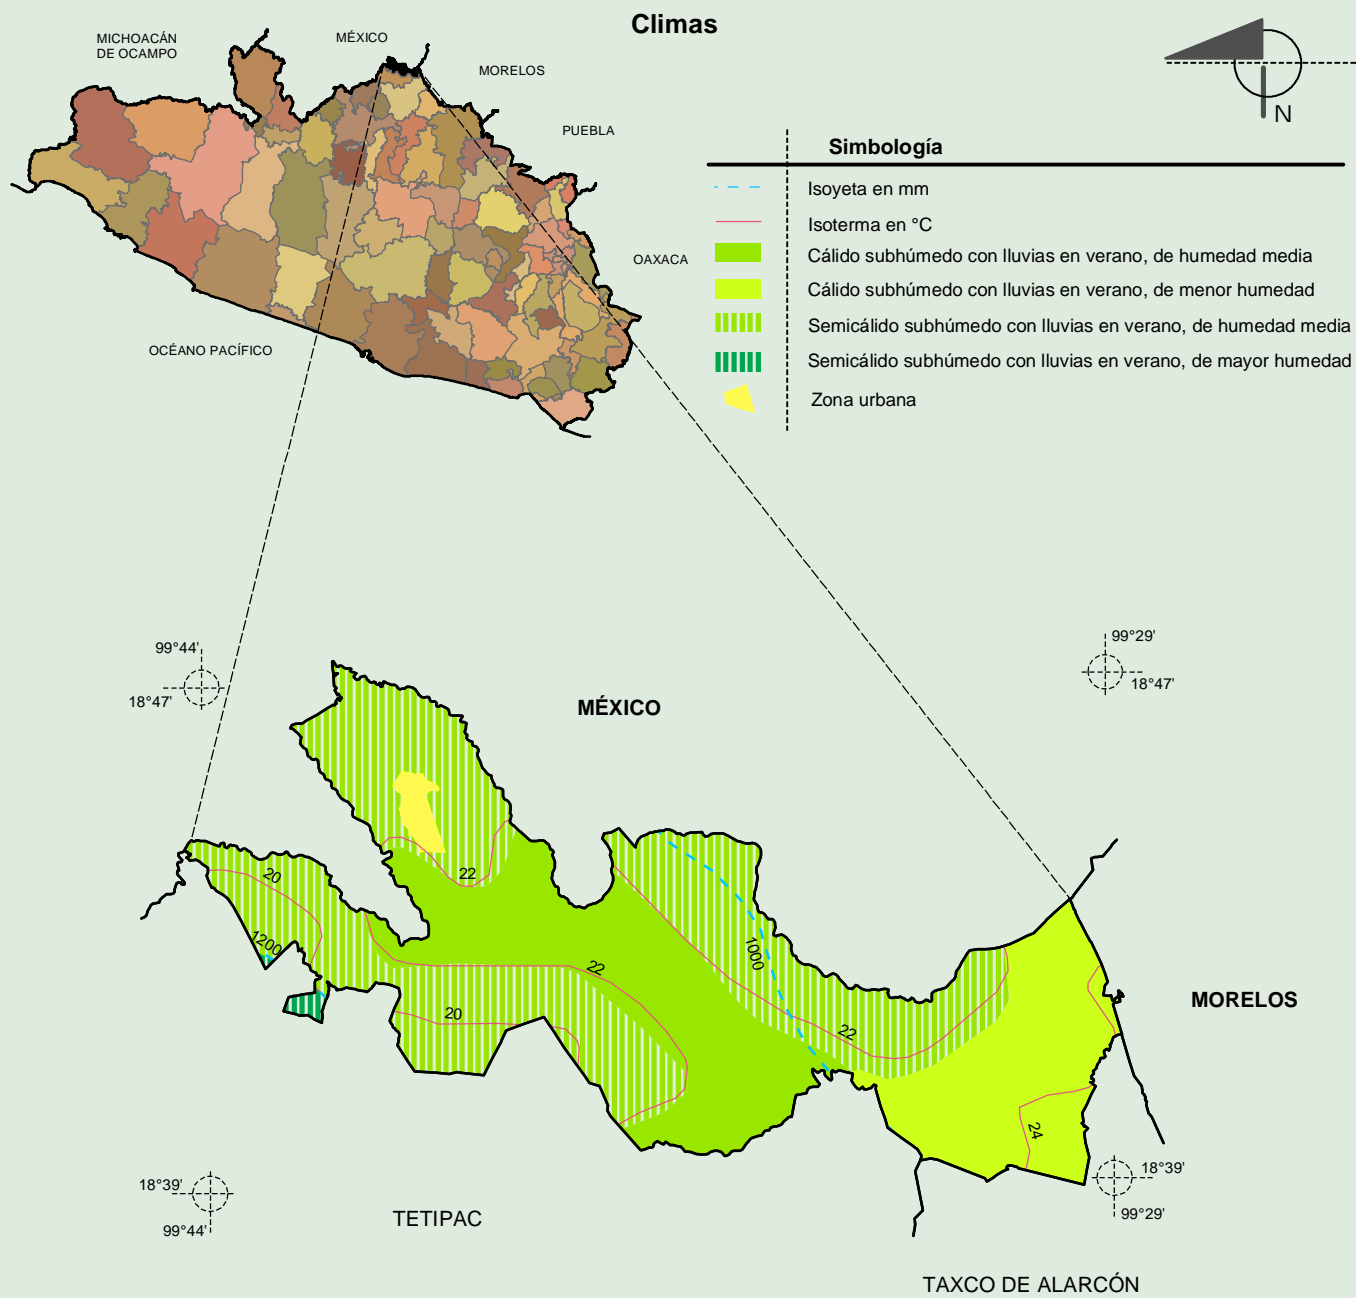 Climas
MICHOACÁN
DE OCAMPO
MÉXICO
MORELOS
PUEBLA
OAXACA
OCÉANO PACÍFICO
N
Simbología
Isoyeta en mm
Isoterma en °C
Cálido subhúmedo con lluvias en verano, de humedad media
Cálido subhúmedo con lluvias en verano, de menor humedad
Semicálido subhúmedo con lluvias en verano, de humedad media
Semicálido subhúmedo con lluvias en verano, de mayor humedad
Zona urbana
99°44'
18°47'
99°29'
18°47'
MÉXICO
20
22
1200
22
1000
20
22
MORELOS
24
18°39'
99°44'
18°39'
99°29'
TETIPAC
TAXCO DE ALARCÓN